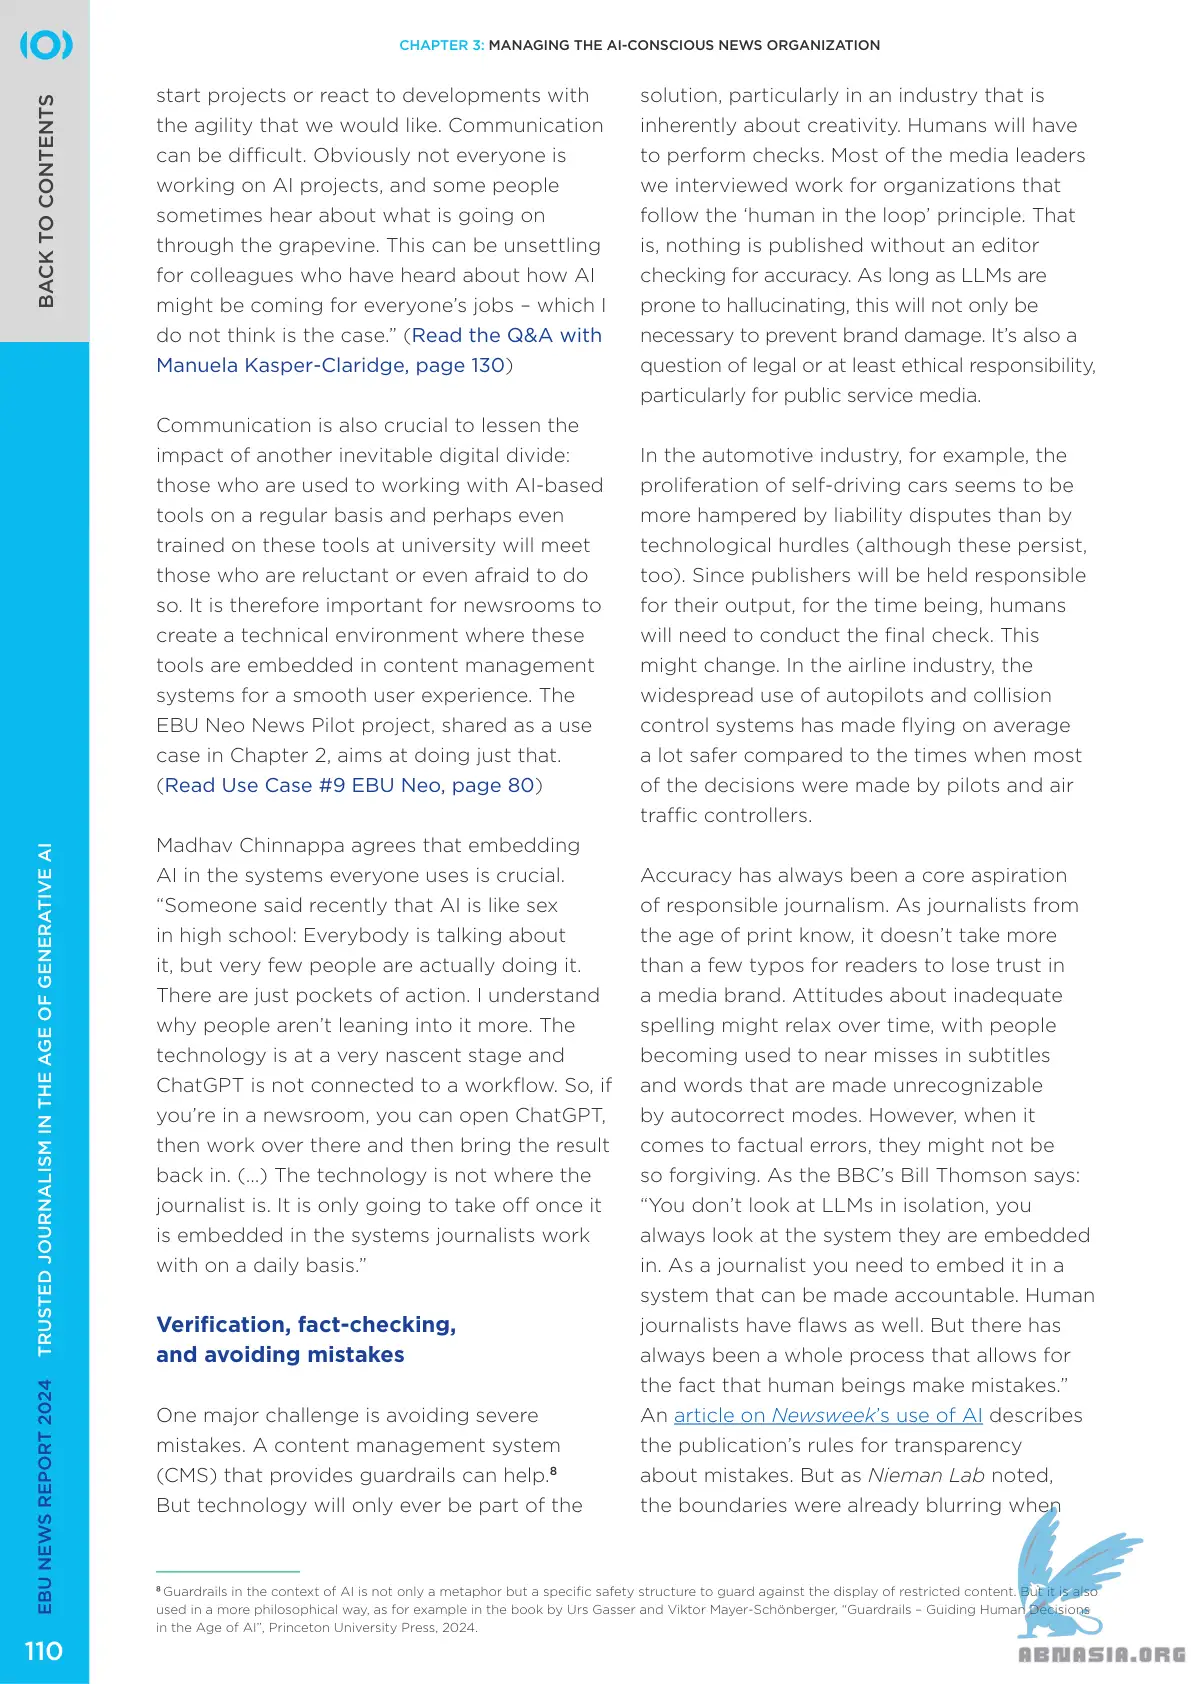 CHAPTER 3: MANAGING THE AI-CONSCIOUS NEWS ORGANIZATION
BACK TO CONTENTS
start projects or react to developments with
the agility that we would like. Communication
can be difficult. Obviously not everyone is
working on AI projects, and some people
sometimes hear about what is going on
through the grapevine. This can be unsettling
for colleagues who have heard about how AI
might be coming for everyone’s jobs – which I
do not think is the case.” (Read the Q&A with
Manuela Kasper-Claridge, page 130)
Communication is also crucial to lessen the
impact of another inevitable digital divide:
those who are used to working with AI-based
tools on a regular basis and perhaps even
trained on these tools at university will meet
those who are reluctant or even afraid to do
so. It is therefore important for newsrooms to
create a technical environment where these
tools are embedded in content management
systems for a smooth user experience. The
EBU Neo News Pilot project, shared as a use
case in Chapter 2, aims at doing just that.
(Read Use Case #9 EBU Neo, page 80)
Madhav Chinnappa agrees that embedding
AI in the systems everyone uses is crucial.
“Someone said recently that AI is like sex
in high school: Everybody is talking about
it, but very few people are actually doing it.
There are just pockets of action. I understand
why people aren’t leaning into it more. The
technology is at a very nascent stage and
ChatGPT is not connected to a workflow. So, if
you’re in a newsroom, you can open ChatGPT,
then work over there and then bring the result
back in. (...) The technology is not where the
journalist is. It is only going to take off once it
is embedded in the systems journalists work
with on a daily basis.”
Verification, fact-checking,
and avoiding mistakes
One major challenge is avoiding severe
mistakes. A content management system
(CMS) that provides guardrails can help.⁸
But technology will only ever be part of the
solution, particularly in an industry that is
inherently about creativity. Humans will have
to perform checks. Most of the media leaders
we interviewed work for organizations that
follow the ‘human in the loop’ principle. That
is, nothing is published without an editor
checking for accuracy. As long as LLMs are
prone to hallucinating, this will not only be
necessary to prevent brand damage. It’s also a
question of legal or at least ethical responsibility,
particularly for public service media.
In the automotive industry, for example, the
proliferation of self-driving cars seems to be
more hampered by liability disputes than by
technological hurdles (although these persist,
too). Since publishers will be held responsible
for their output, for the time being, humans
will need to conduct the final check. This
might change. In the airline industry, the
widespread use of autopilots and collision
control systems has made flying on average
a lot safer compared to the times when most
of the decisions were made by pilots and air
traffic controllers.
Accuracy has always been a core aspiration
of responsible journalism. As journalists from
the age of print know, it doesn’t take more
than a few typos for readers to lose trust in
a media brand. Attitudes about inadequate
spelling might relax over time, with people
becoming used to near misses in subtitles
and words that are made unrecognizable
by autocorrect modes. However, when it
comes to factual errors, they might not be
so forgiving. As the BBC’s Bill Thomson says:
“You don’t look at LLMs in isolation, you
always look at the system they are embedded
in. As a journalist you need to embed it in a
system that can be made accountable. Human
journalists have flaws as well. But there has
always been a whole process that allows for
the fact that human beings make mistakes.”
An article on Newsweek’s use of AI describes
the publication’s rules for transparency
about mistakes. But as Nieman Lab noted,
the boundaries were already blurring when
⁸ Guardrails in the context of AI is not only a metaphor but a specific safety structure to guard against the display of restricted content. But it is also
used in a more philosophical way, as for example in the book by Urs Gasser and Viktor Mayer-Schönberger, “Guardrails – Guiding Human Decisions
in the Age of AI”, Princeton University Press, 2024.
EBU NEWS REPORT 2024 TRUSTED JOURNALISM IN THE AGE OF GENERATIVE AI
110
ABNASIA.ORG